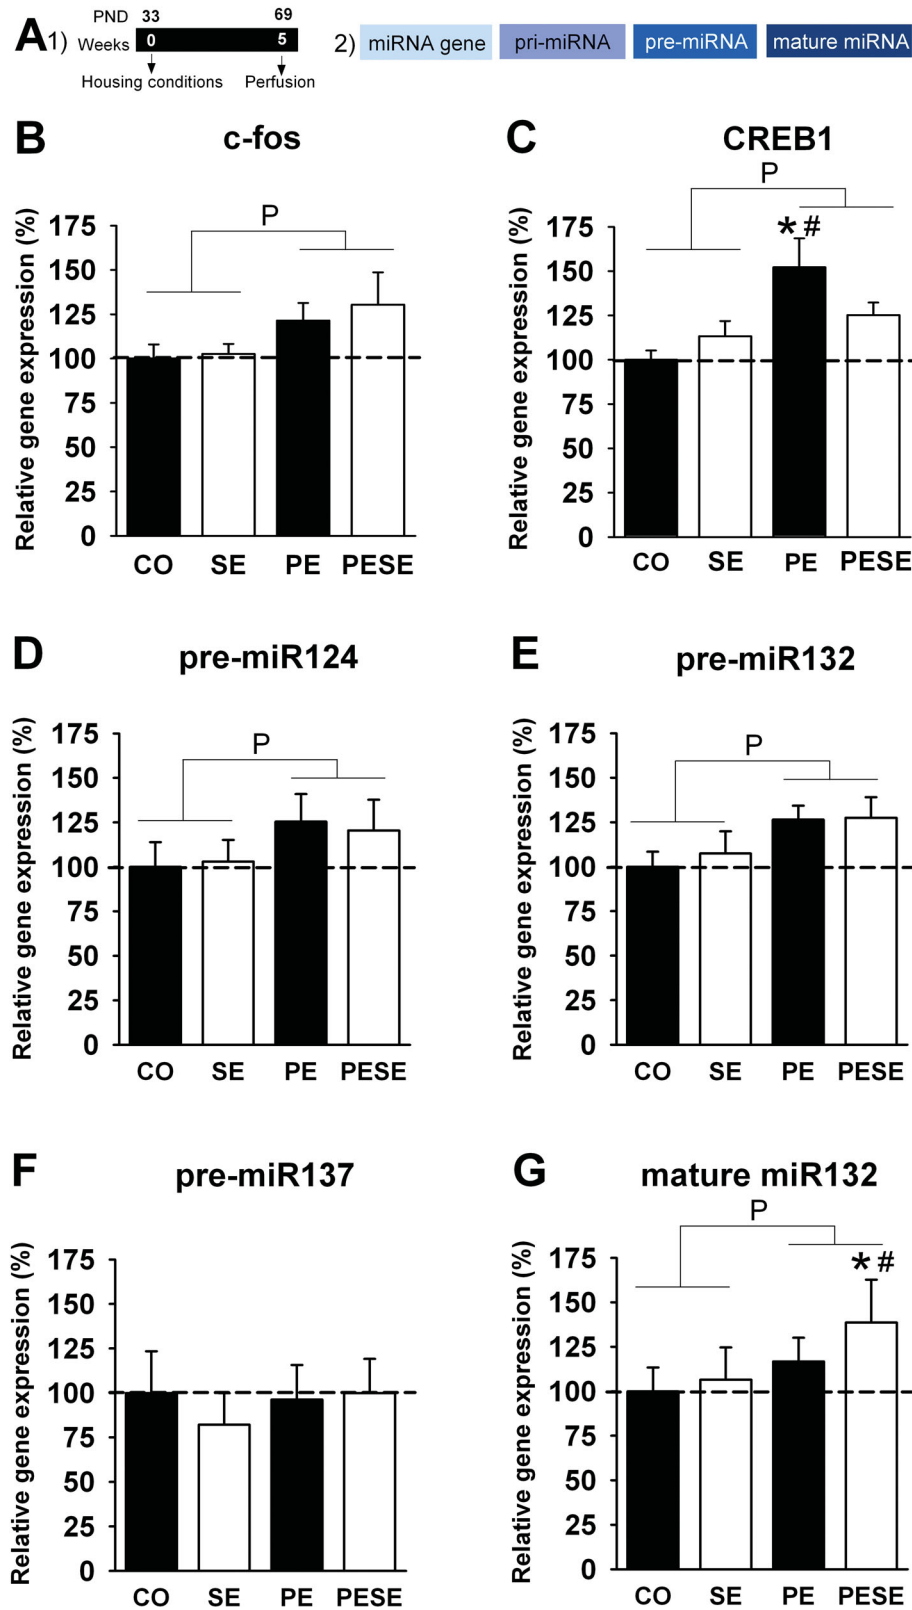 A 1) PND 33 69
Weeks 0 5
Housing conditions Perfusion
2) miRNA gene pri-miRNA pre-miRNA mature miRNA
B c-fos
P
Relative gene expression (%)
175
150
125
100
75
50
25
0
CO SE PE PESE
C CREB1
P
* #
Relative gene expression (%)
175
150
125
100
75
50
25
0
CO SE PE PESE
D pre-miR124
P
Relative gene expression (%)
175
150
125
100
75
50
25
0
CO SE PE PESE
E pre-miR132
P
Relative gene expression (%)
175
150
125
100
75
50
25
0
CO SE PE PESE
F pre-miR137
Relative gene expression (%)
175
150
125
100
75
50
25
0
CO SE PE PESE
G mature miR132
P
* #
Relative gene expression (%)
175
150
125
100
75
50
25
0
CO SE PE PESE